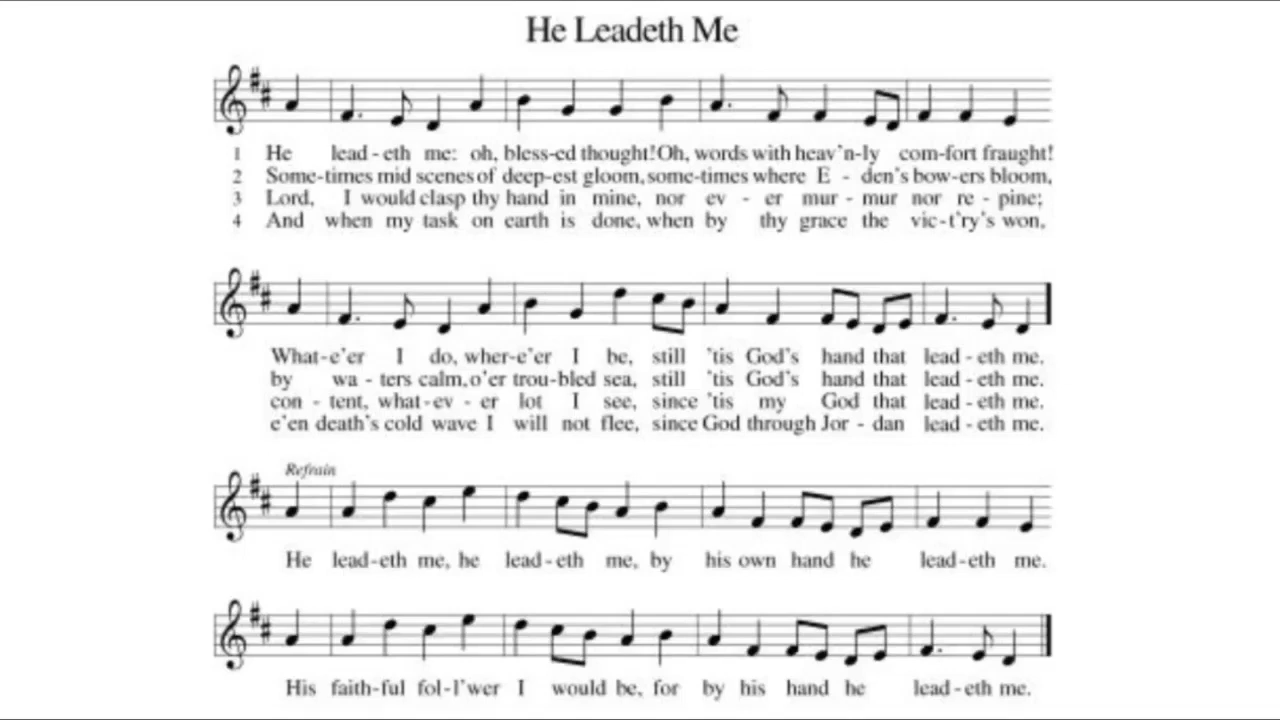 He Leadeth Me
1 He lead - eth me: oh, bless-ed thought! Oh, words with heav'n-ly com-fort fraught!
2 Some-times mid scenes of deep-est gloom, some-times where E - den's bow-ers bloom,
3 Lord, I would clasp thy hand in mine, nor ev - er mur - mur nor re - pine;
4 And when my task on earth is done, when by thy grace the vic-t'ry's won,
What-e'er I do, wher-e'er I be, still 'tis God's hand that lead - eth me.
by wa - ters calm, o'er trou-bled sea, still 'tis God's hand that lead - eth me.
con - tent, what-ev - er lot I see, since 'tis my God that lead - eth me.
e'en death's cold wave I will not flee, since God through Jor - dan lead - eth me.
Refrain
He lead-eth me, he lead-eth me, by his own hand he lead-eth me.
His faith-ful fol-l'wer I would be, for by his hand he lead-eth me.